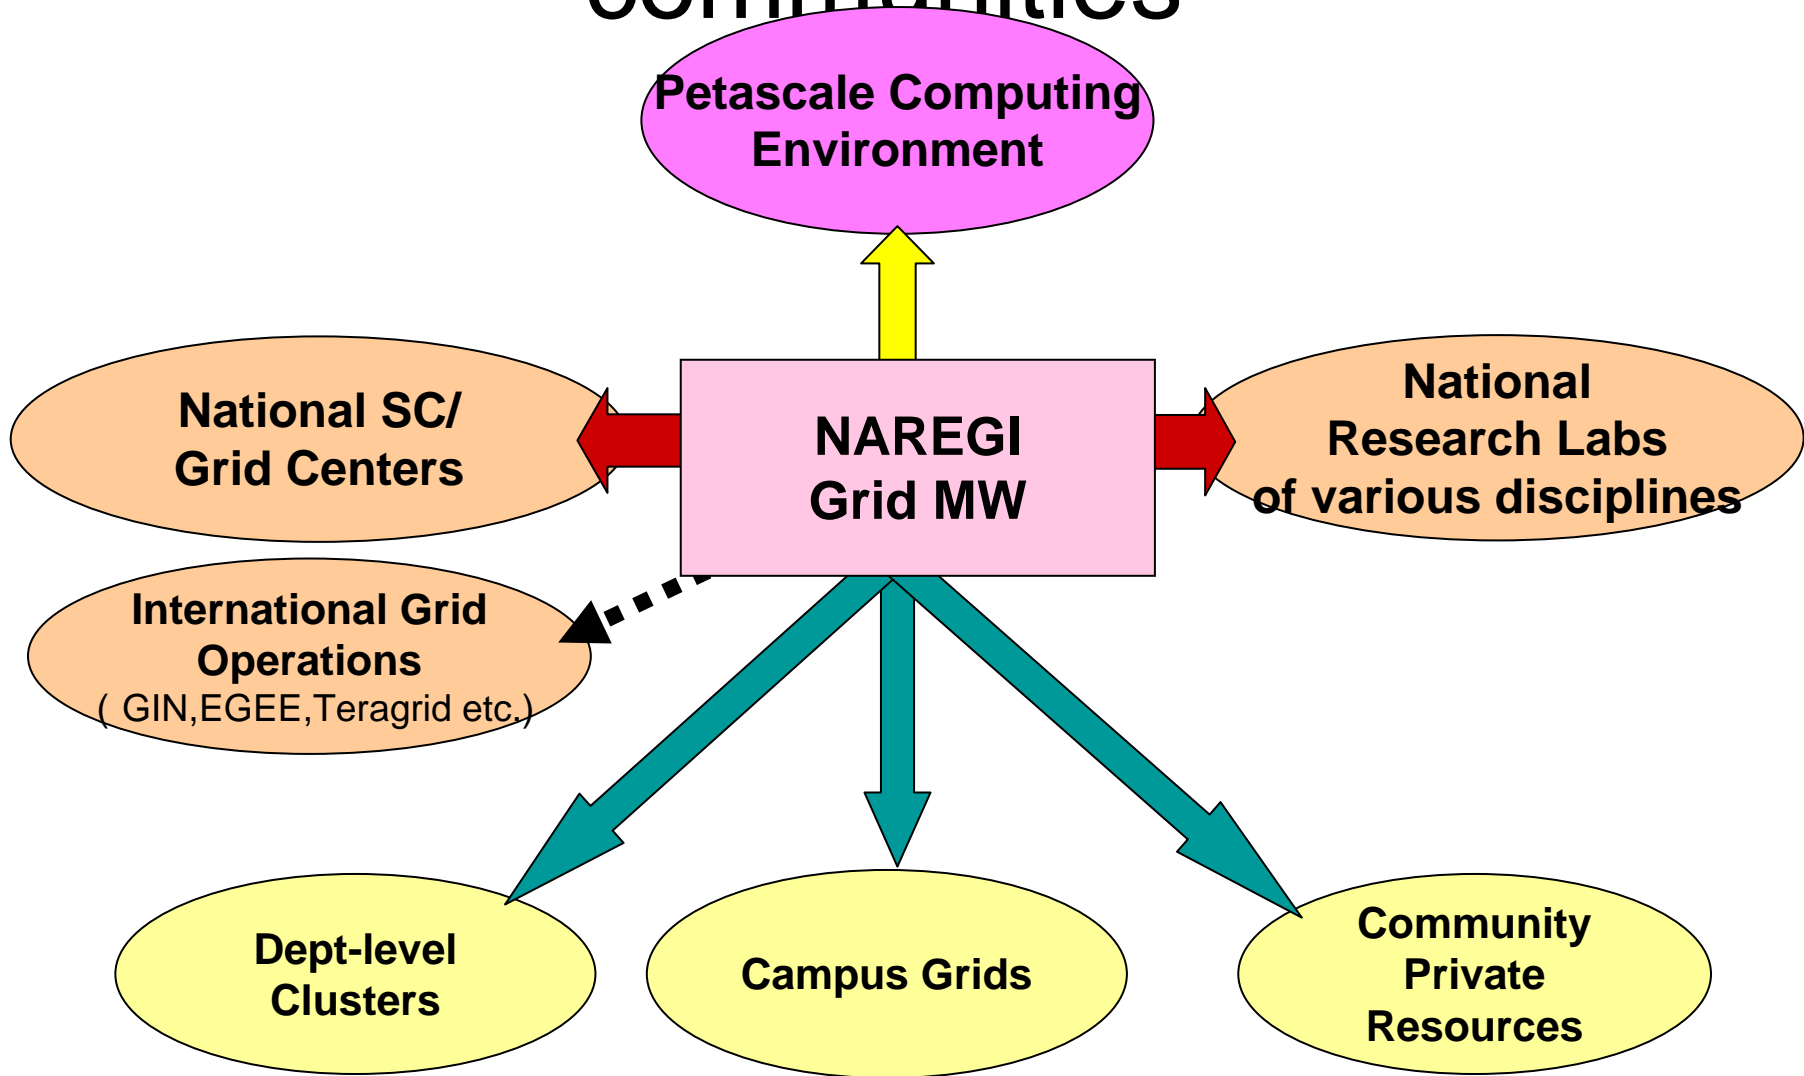 communities
Petascale Computing
Environment
National SC/
Grid Centers
NAREGI
Grid MW
National
Research Labs
of various disciplines
International Grid
Operations
( GIN,EGEE,Teragrid etc.)
Dept-level
Clusters
Campus Grids
Community
Private
Resources